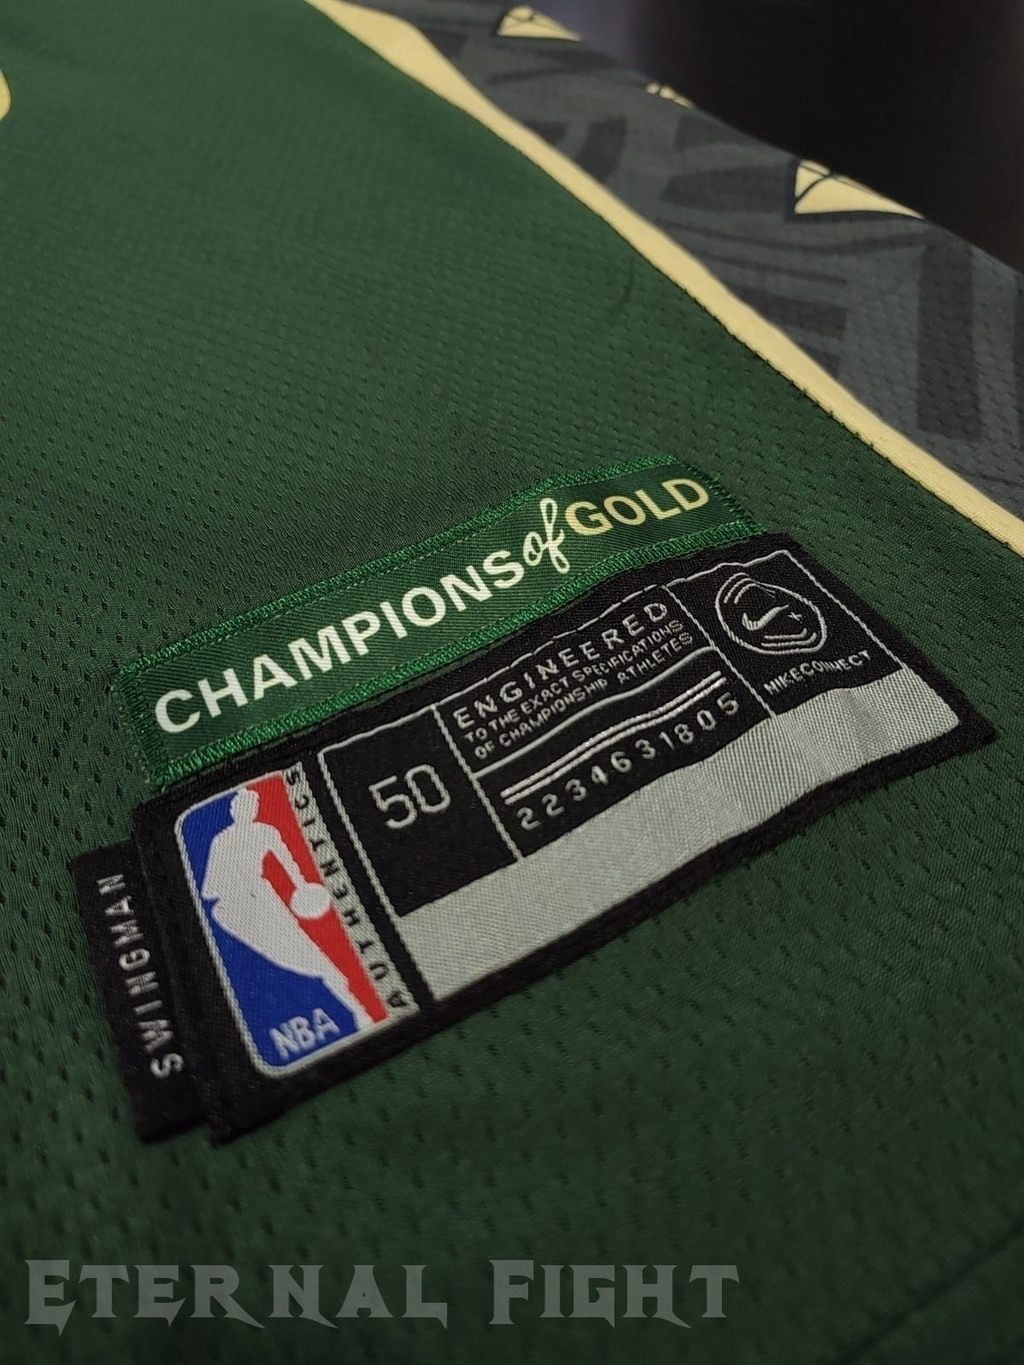 CHAMPIONS of GOLD
ENGINEERED
TO THE EXACT SPECIFICATIONS
OF CHAMPIONSHIP ATHLETES
2234631805
NIKECONNECT
50
AUTHENTICS
NBA
SWINGMAN
ETERNAL FIGHT